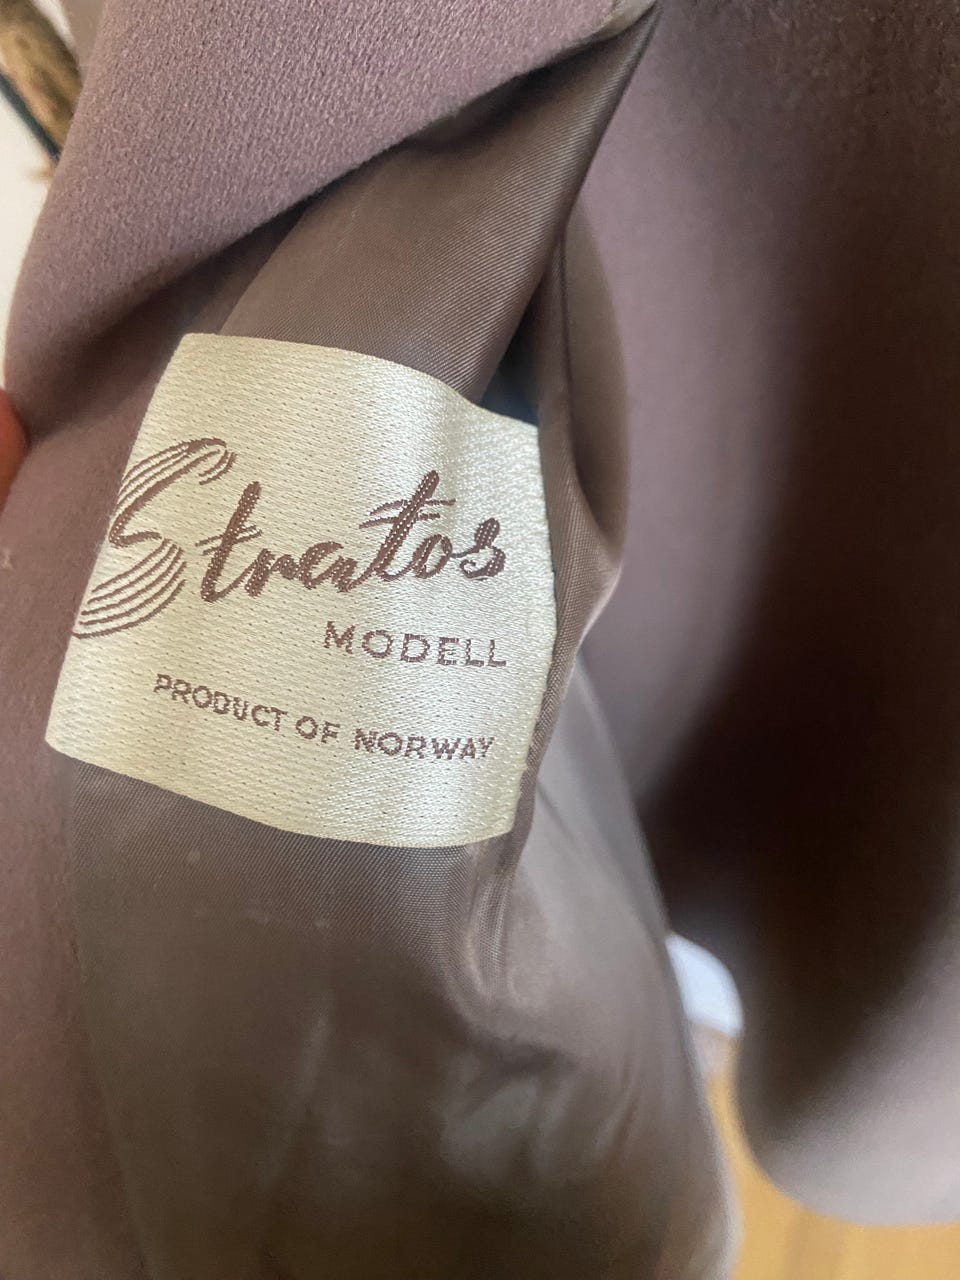 Stratos
MODELL
PRODUCT OF NORWAY